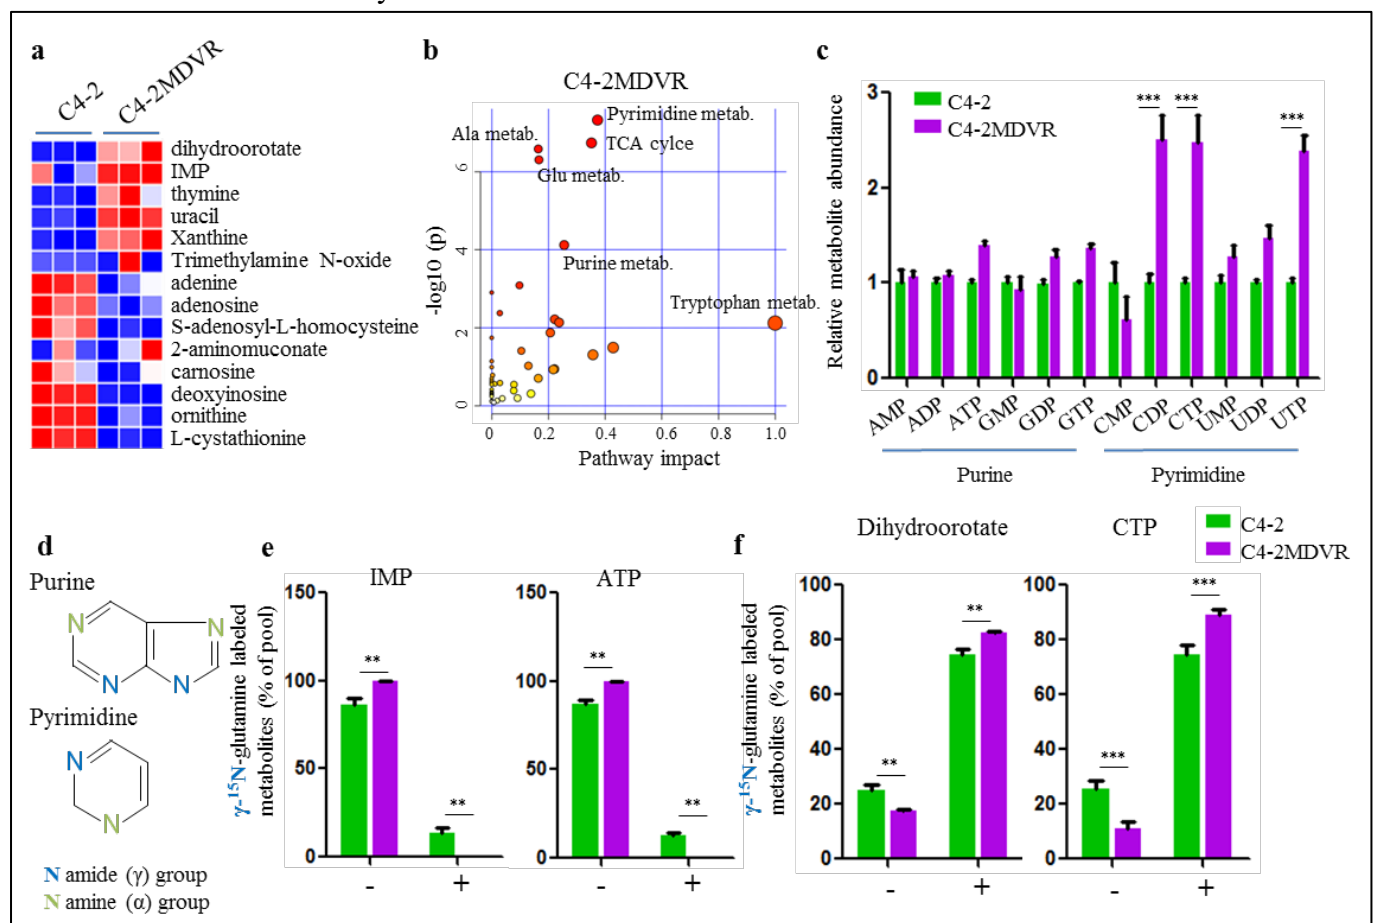 a
C4-2
C4-2MDVR
dihydroorotate
IMP
thymine
uracil
Xanthine
Trimethylamine N-oxide
adenine
adenosine
S-adenosyl-L-homocysteine
2-aminomuconate
carnosine
deoxyinosine
ornithine
L-cystathionine
b
C4-2MDVR
Pyrimidine metab.
Ala metab.
TCA cylce
Glu metab.
Purine metab.
Tryptophan metab.
-log10 (p)
6
4
2
0
0 0.2 0.4 0.6 0.8 1.0
Pathway impact
c
C4-2
C4-2MDVR
Relative metabolite abundance
3
2
1
0
*** *** ***
AMP ADP ATP GMP GDP GTP CMP CDP CTP UMP UDP UTP
Purine Pyrimidine
d
Purine
N N
N N
Pyrimidine
N
N
N amide (γ) group
N amine (α) group
e
IMP
γ-15N-glutamine labeled
metabolites (% of pool)
150
100
50
0
** **
- +
ATP
150
100
50
0
** **
- +
f
C4-2
C4-2MDVR
Dihydroorotate
γ-15N-glutamine labeled
metabolites (% of pool)
100
80
60
40
20
0
** **
- +
CTP
100
80
60
40
20
0
*** ***
- +